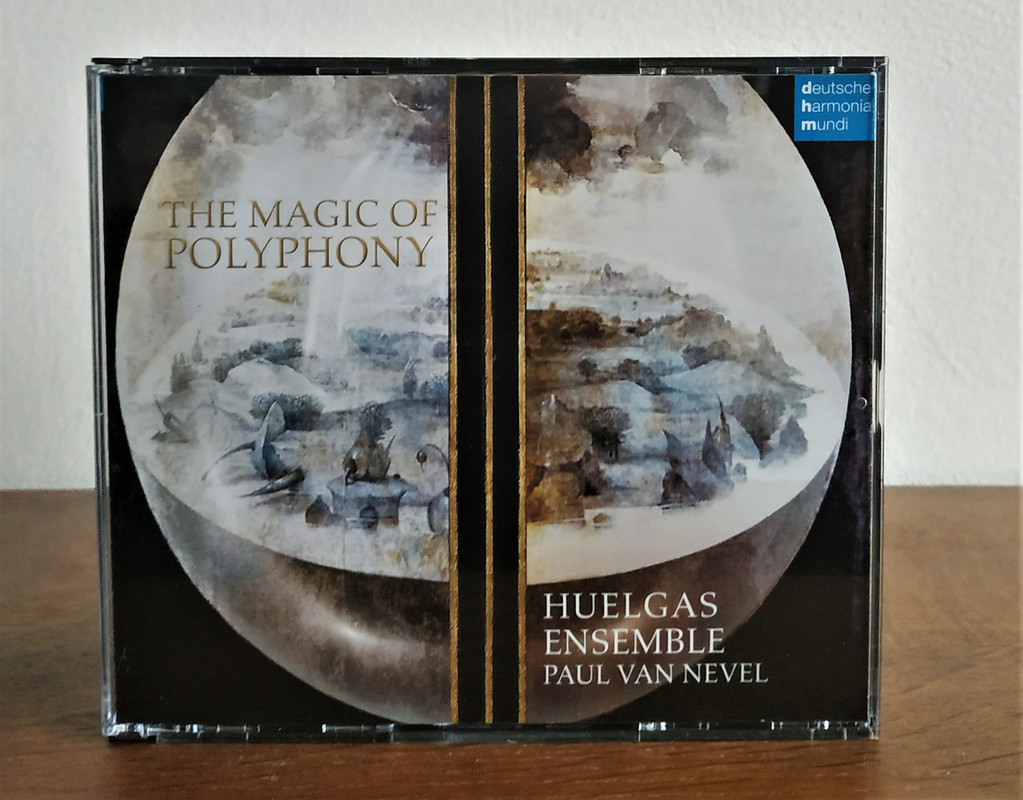 THE MAGIC OF
POLYPHONY
deutsche
harmonia
mundi
HUELGAS
ENSEMBLE
PAUL VAN NEVEL